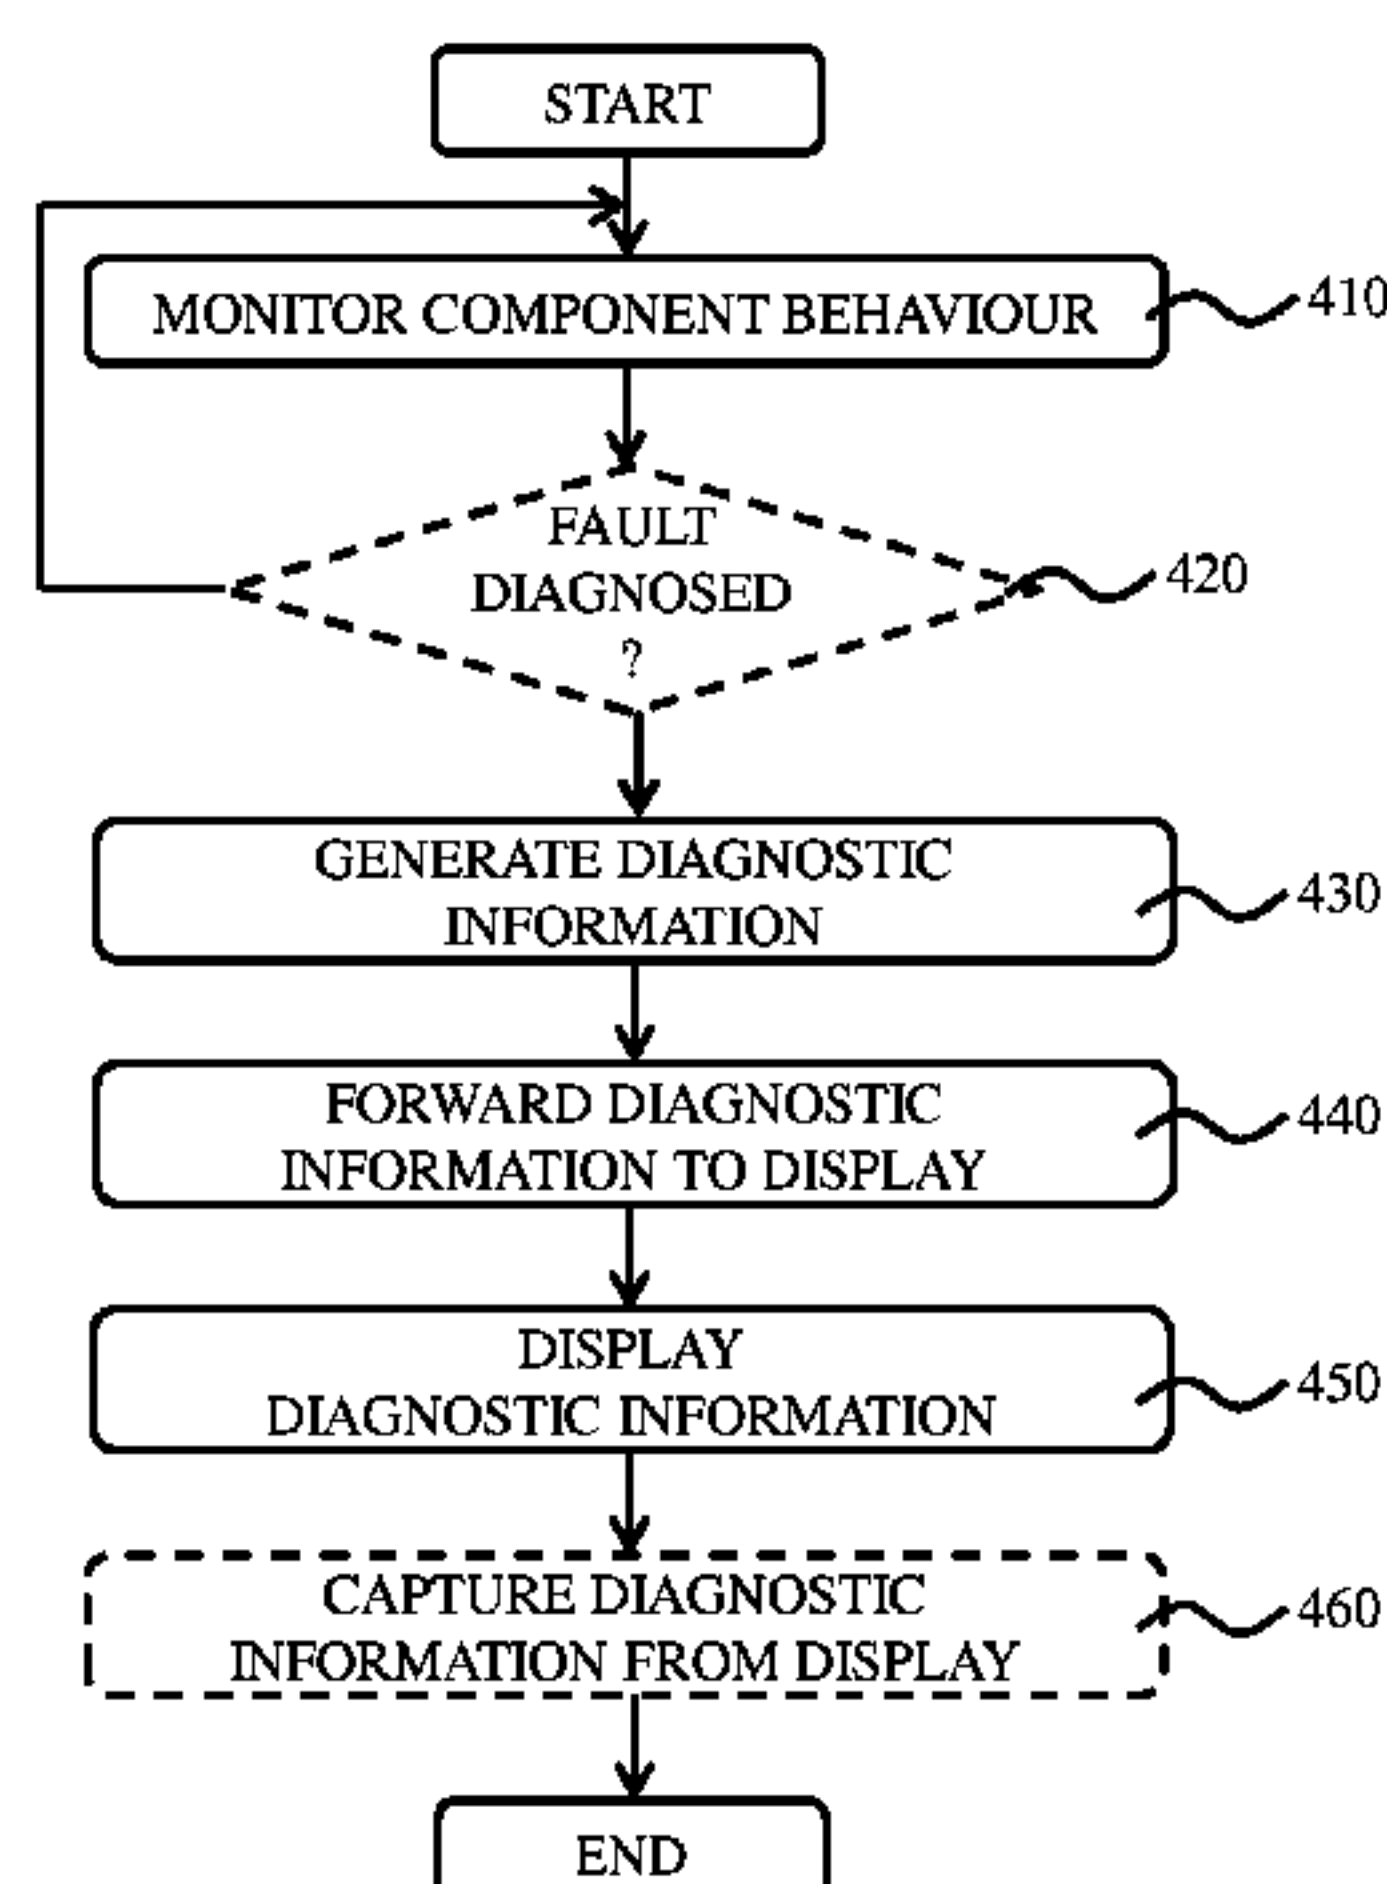 START
MONITOR COMPONENT BEHAVIOUR
410
FAULT
DIAGNOSED
?
420
GENERATE DIAGNOSTIC
INFORMATION
430
FORWARD DIAGNOSTIC
INFORMATION TO DISPLAY
440
DISPLAY
DIAGNOSTIC INFORMATION
450
CAPTURE DIAGNOSTIC
INFORMATION FROM DISPLAY
460
END